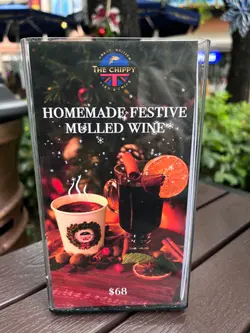 THE CHIPPY
HOMEMADE FESTIVE
MULLED WINE
$68